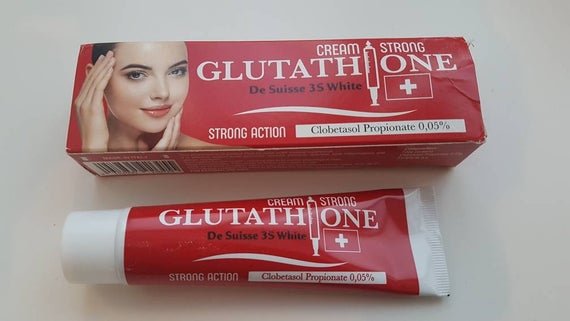 CREAM STRONG
GLUTATHIONE
De Suisse 3S White
STRONG ACTION
Clobetasol Propionate 0,05%
CREAM STRONG
GLUTATHIONE
De Suisse 3S White
STRONG ACTION
Clobetasol Propionate 0,05%